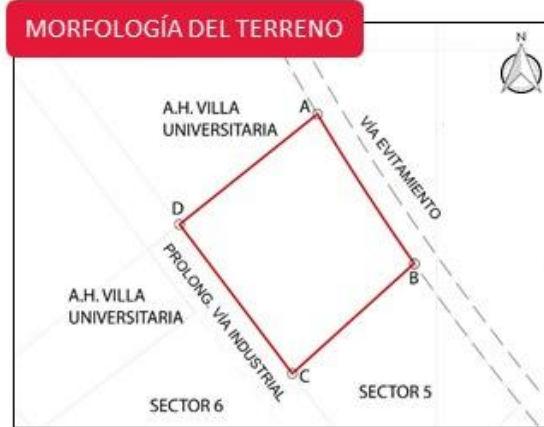 MORFOLOGÍA DEL TERRENO
N
A.H. VILLA
UNIVERSITARIA
A
VÍA EVITAMIENTO
D
B
PROLONG. VÍA INDUSTRIAL
A.H. VILLA
UNIVERSITARIA
C
SECTOR 5
SECTOR 6